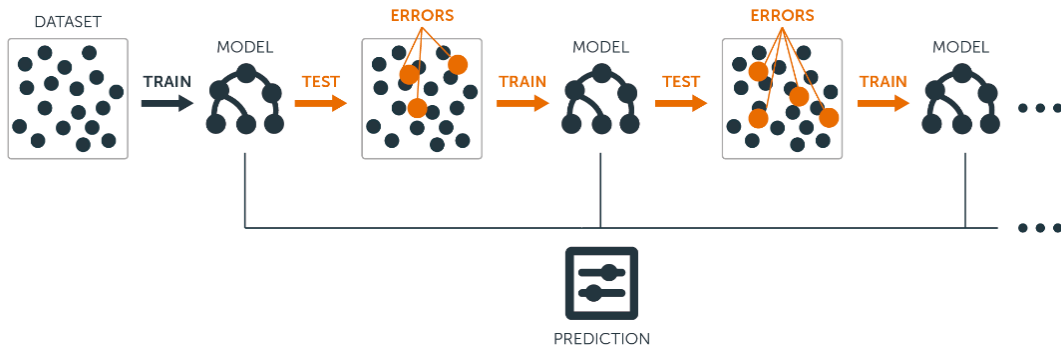 DATASET
MODEL
TRAIN
TEST
ERRORS
TRAIN
MODEL
TEST
ERRORS
TRAIN
MODEL
PREDICTION